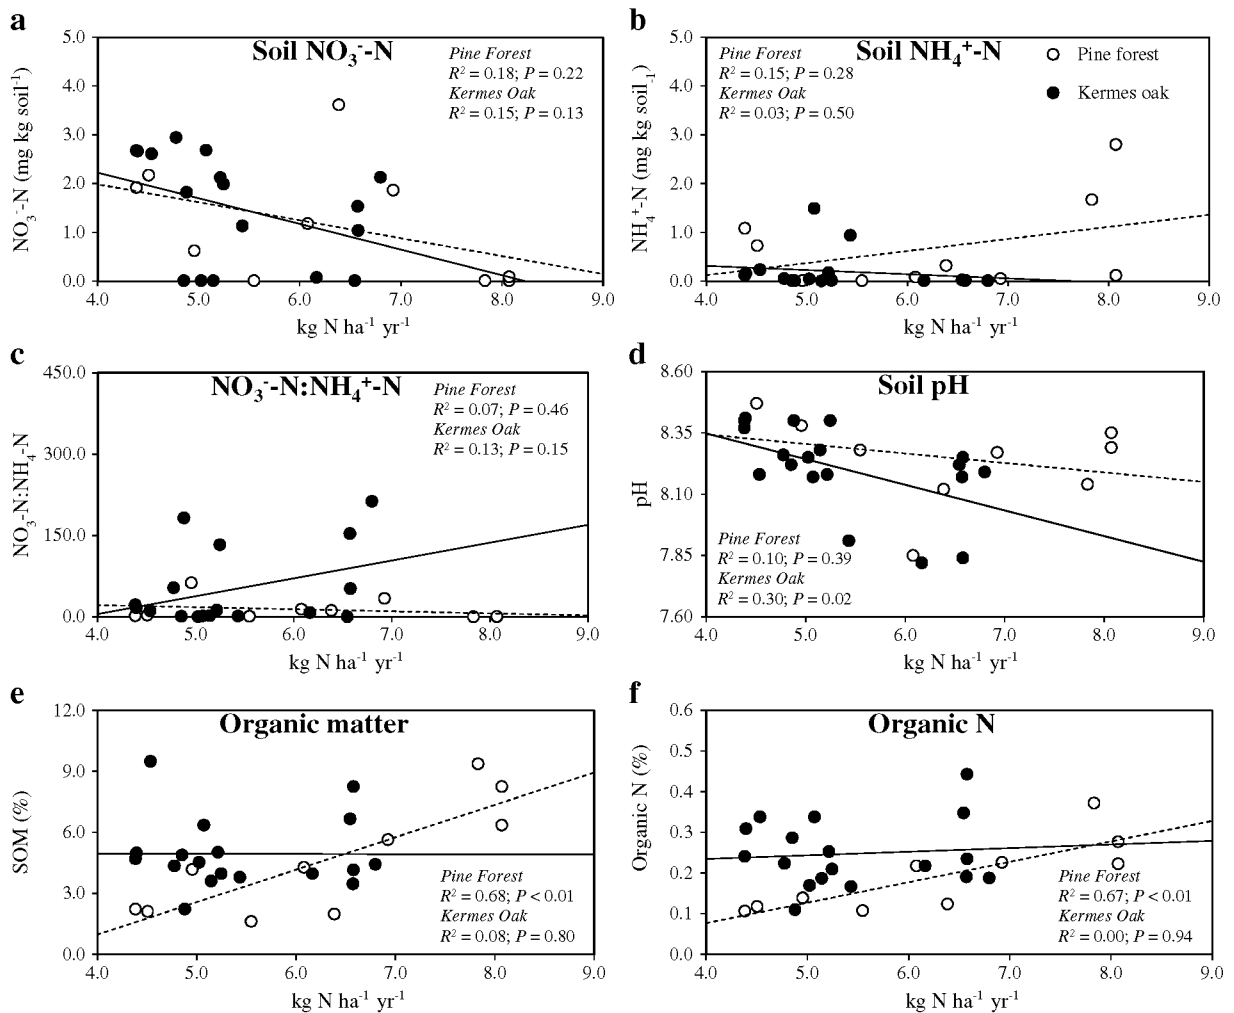 a
Soil NO₃⁻-N
Pine Forest
R² = 0.18; P = 0.22
Kermes Oak
R² = 0.15; P = 0.13
NO₃⁻-N (mg kg soil⁻¹)
5.0
4.0
3.0
2.0
1.0
0.0
4.0 5.0 6.0 7.0 8.0 9.0
kg N ha⁻¹ yr⁻¹
b
Soil NH₄⁺-N
Pine Forest
R² = 0.15; P = 0.28
Kermes Oak
R² = 0.03; P = 0.50
Pine forest
Kermes oak
NH₄⁺-N (mg kg soil⁻¹)
5.0
4.0
3.0
2.0
1.0
0.0
4.0 5.0 6.0 7.0 8.0 9.0
kg N ha⁻¹ yr⁻¹
c
NO₃⁻-N:NH₄⁺-N
Pine Forest
R² = 0.07; P = 0.46
Kermes Oak
R² = 0.13; P = 0.15
NO₃-N:NH₄-N
450.0
300.0
150.0
0.0
4.0 5.0 6.0 7.0 8.0 9.0
kg N ha⁻¹ yr⁻¹
d
Soil pH
pH
8.60
8.35
8.10
7.85
7.60
Pine Forest
R² = 0.10; P = 0.39
Kermes Oak
R² = 0.30; P = 0.02
4.0 5.0 6.0 7.0 8.0 9.0
kg N ha⁻¹ yr⁻¹
e
Organic matter
SOM (%)
12.0
9.0
6.0
3.0
0.0
Pine Forest
R² = 0.68; P < 0.01
Kermes Oak
R² = 0.08; P = 0.80
4.0 5.0 6.0 7.0 8.0 9.0
kg N ha⁻¹ yr⁻¹
f
Organic N
Organic N (%)
0.6
0.5
0.4
0.3
0.2
0.1
0.0
Pine Forest
R² = 0.67; P < 0.01
Kermes Oak
R² = 0.00; P = 0.94
4.0 5.0 6.0 7.0 8.0 9.0
kg N ha⁻¹ yr⁻¹